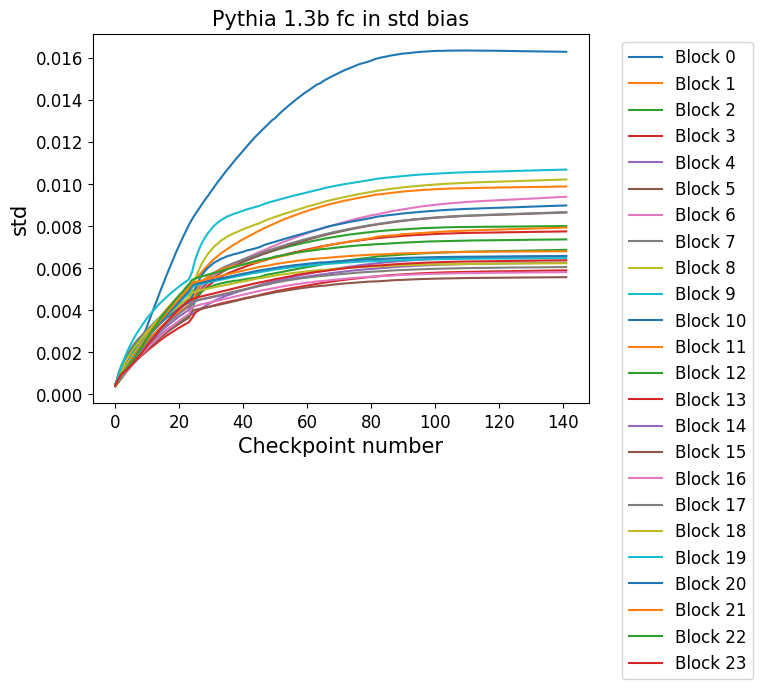 Pythia 1.3b fc in std bias
std
0.016
0.014
0.012
0.010
0.008
0.006
0.004
0.002
0.000
0 20 40 60 80 100 120 140
Checkpoint number
Block 0
Block 1
Block 2
Block 3
Block 4
Block 5
Block 6
Block 7
Block 8
Block 9
Block 10
Block 11
Block 12
Block 13
Block 14
Block 15
Block 16
Block 17
Block 18
Block 19
Block 20
Block 21
Block 22
Block 23